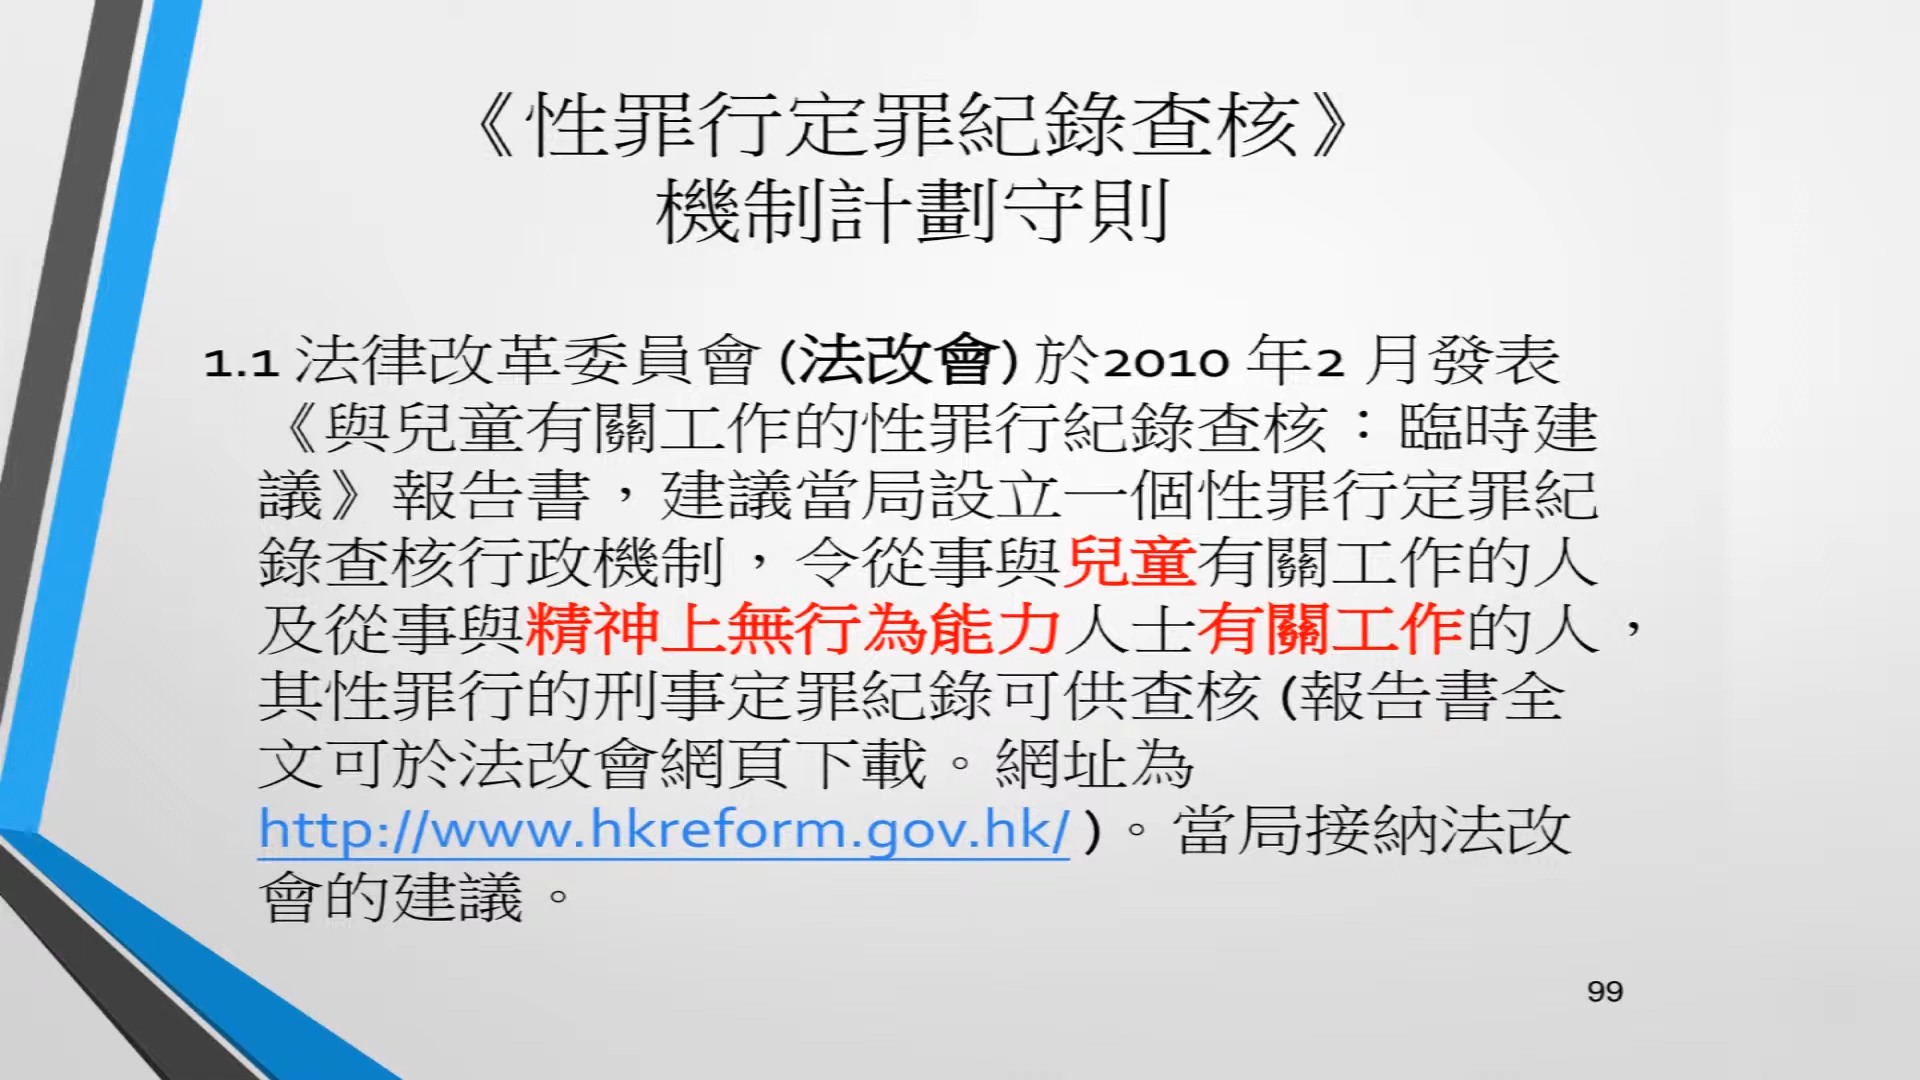 《性罪行定罪紀錄查核》
機制計劃守則
1.1 法律改革委員會 (法改會) 於2010 年2 月發表
《與兒童有關工作的性罪行紀錄查核：臨時建
議》報告書，建議當局設立一個性罪行定罪紀
錄查核行政機制，令從事與兒童有關工作的人
及從事與精神上無行為能力人士有關工作的人，
其性罪行的刑事定罪紀錄可供查核 (報告書全
文可於法改會網頁下載。網址為
http://www.hkreform.gov.hk/ )。當局接納法改
會的建議。
99